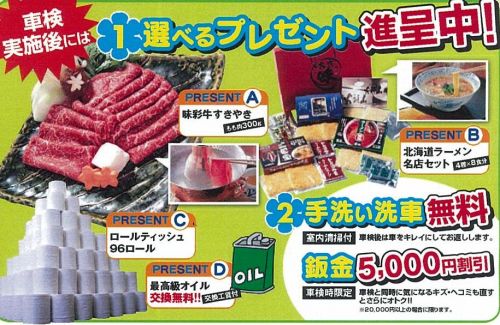 車検
実施後には
1 選べるプレゼント 進呈中!
PRESENT A
味彩牛すきやき
もも肉300g
PRESENT B
北海道ラーメン
名店セット 4種×8食分
PRESENT C
ロールティッシュ
96ロール
PRESENT D
最高級オイル
交換無料!! 交換工賃付
OIL
2 手洗い洗車 無料
室内清掃付 車検後は車をキレイにしてお返しします。
鈑金 5,000円割引
車検時限定 車検と同時に気になるキズ・ヘコミも直す
とさらにオトク!!
※20,000円以上の場合に限ります。